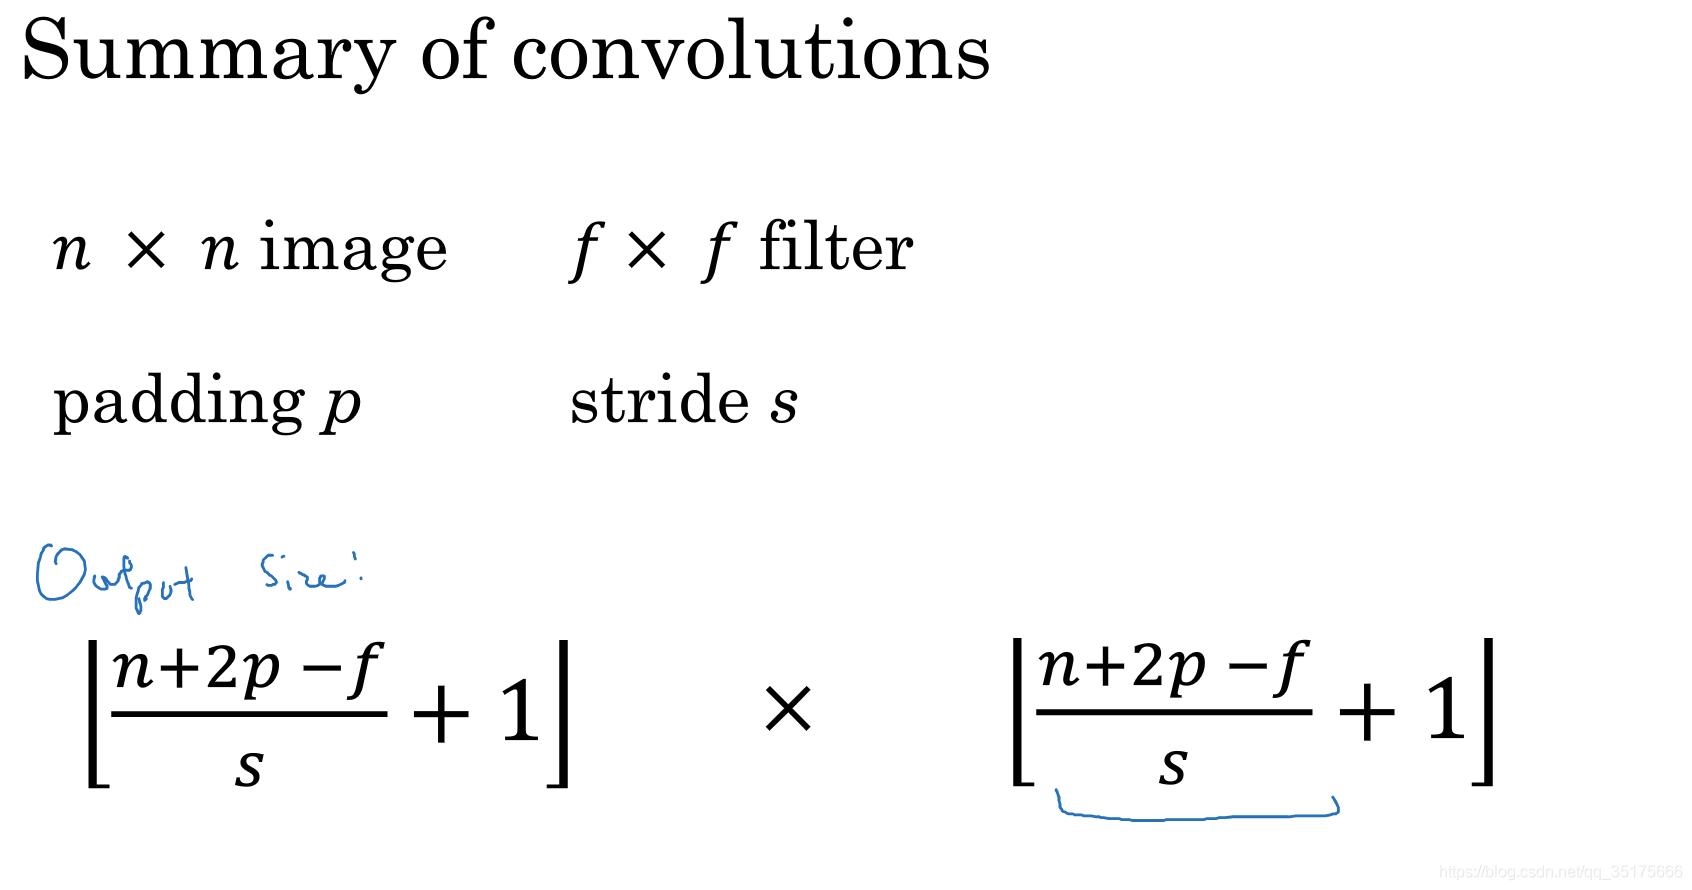 Summary of convolutions
n × n image f × f filter
padding p stride s
Output size:
⌊(n+2p −f)/s + 1⌋ × ⌊(n+2p −f)/s + 1⌋
https://blog.csdn.net/qq_35175666